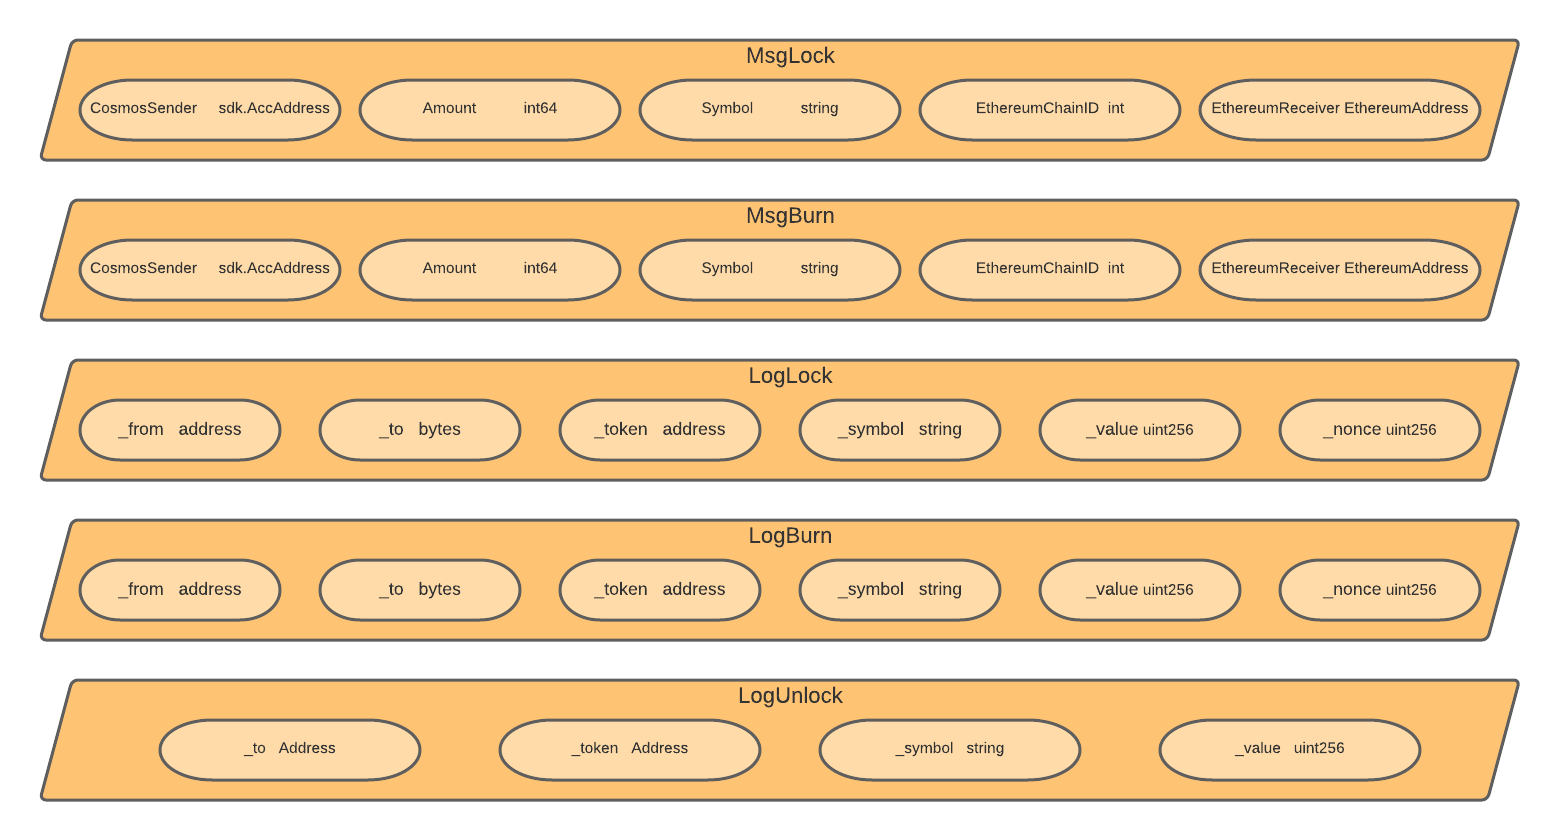 MsgLock
CosmosSender sdk.AccAddress Amount int64 Symbol string EthereumChainID int EthereumReceiver EthereumAddress
MsgBurn
CosmosSender sdk.AccAddress Amount int64 Symbol string EthereumChainID int EthereumReceiver EthereumAddress
LogLock
_from address _to bytes _token address _symbol string _value uint256 _nonce uint256
LogBurn
_from address _to bytes _token address _symbol string _value uint256 _nonce uint256
LogUnlock
_to Address _token Address _symbol string _value uint256